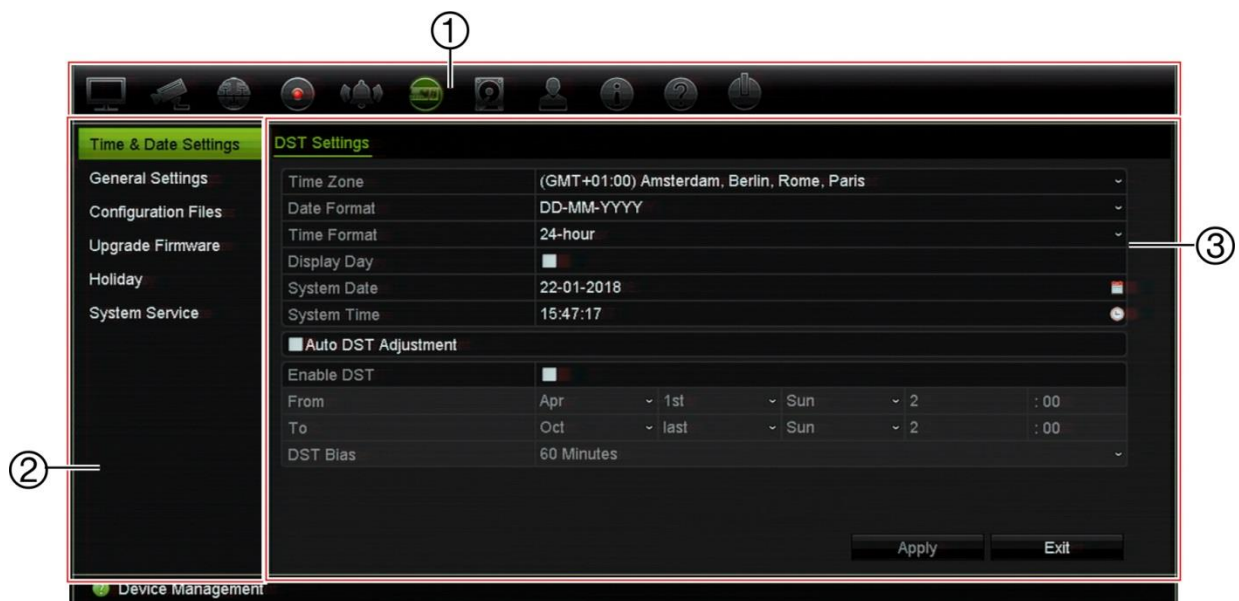 ①
Time & Date Settings
General Settings
Configuration Files
Upgrade Firmware
Holiday
System Service
②
DST Settings
Time Zone (GMT+01:00) Amsterdam, Berlin, Rome, Paris
Date Format DD-MM-YYYY
Time Format 24-hour
Display Day
System Date 22-01-2018
System Time 15:47:17
Auto DST Adjustment
Enable DST
From Apr 1st Sun 2 : 00
To Oct last Sun 2 : 00
DST Bias 60 Minutes
Apply Exit
③
? Device Management